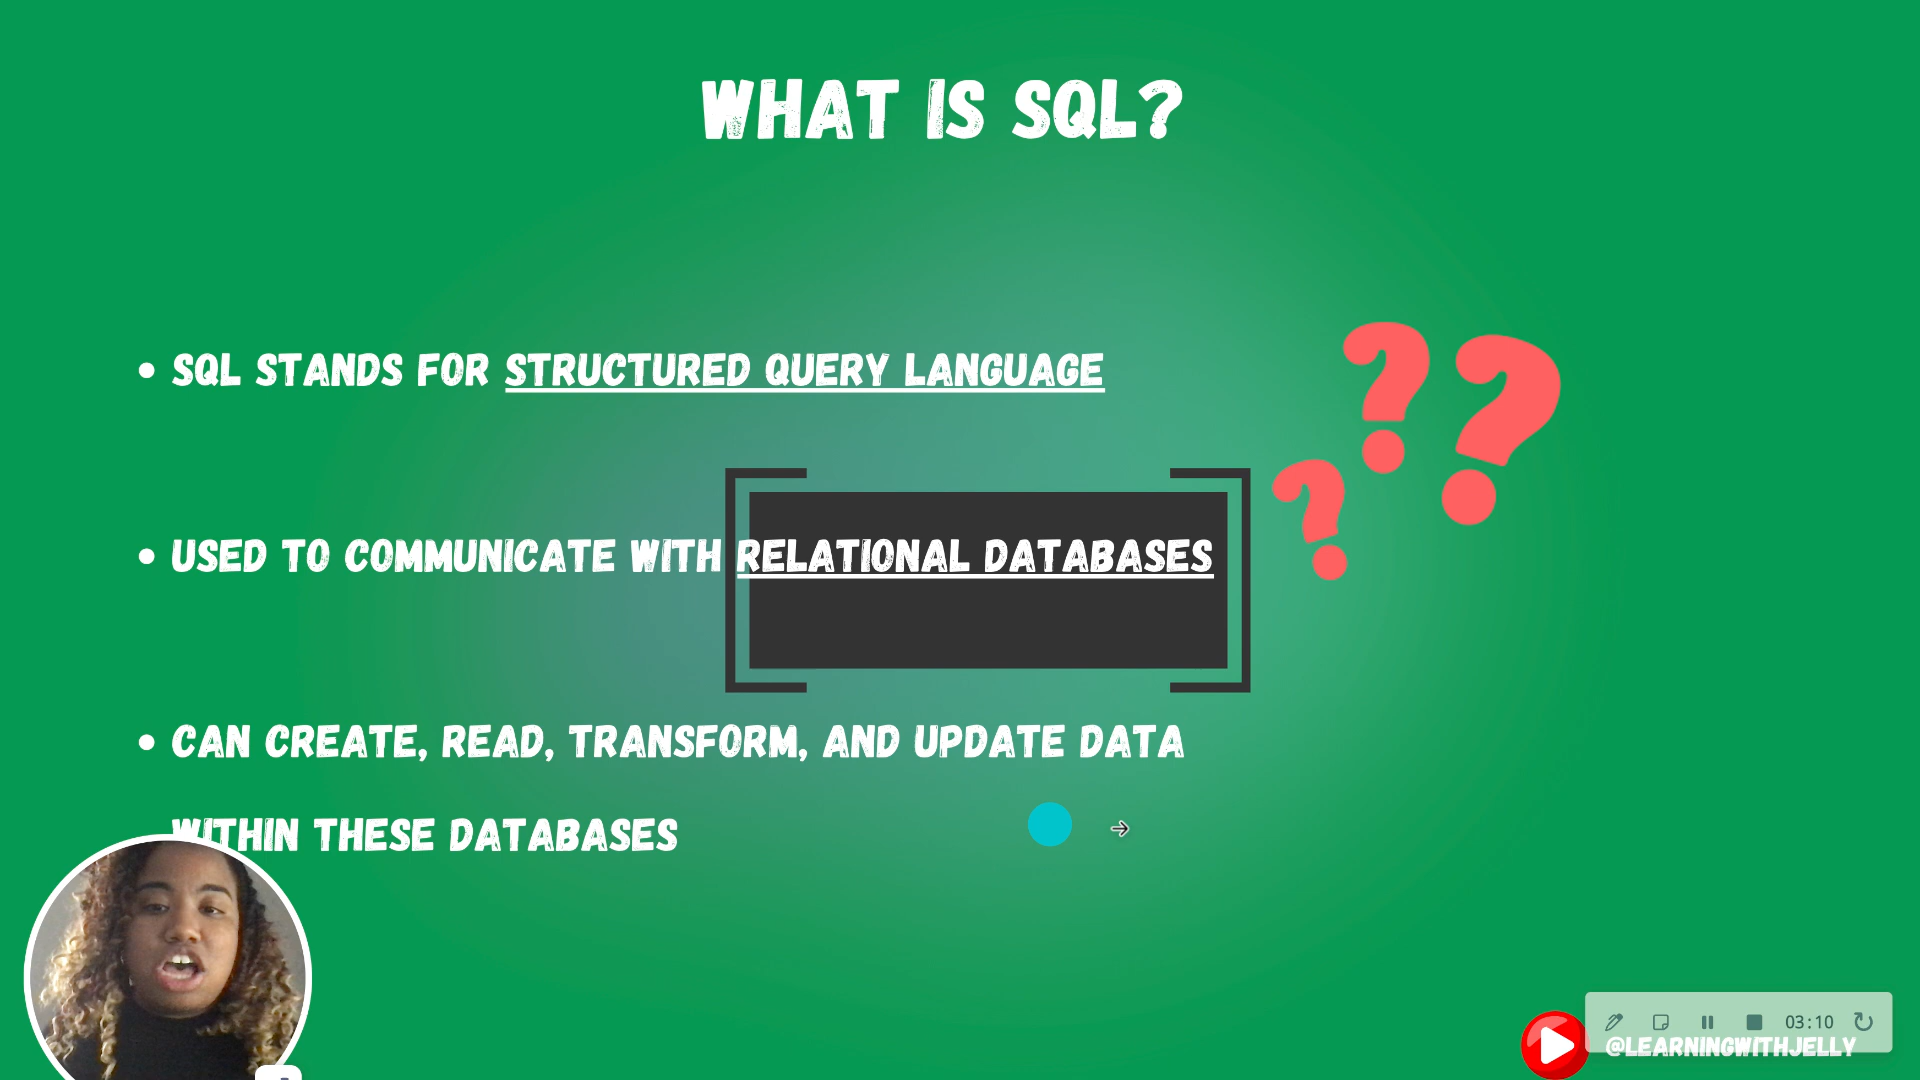 WHAT IS SQL?
• SQL STANDS FOR STRUCTURED QUERY LANGUAGE
• USED TO COMMUNICATE WITH RELATIONAL DATABASES
• CAN CREATE, READ, TRANSFORM, AND UPDATE DATA
WITHIN THESE DATABASES
03:10
@LEARNINGWITHJELLY